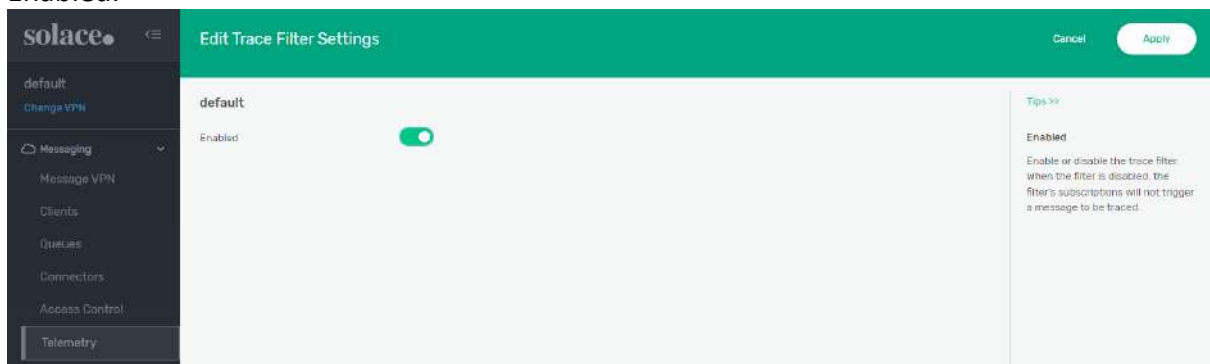 Enabled.
solace.
Edit Trace Filter Settings
Cancel
Apply
default
Change VPN
default
Enabled
Tips >>
Enabled
Enable or disable the trace filter.
When the filter is disabled, the
filter's subscriptions will not trigger
a message to be traced.
Messaging
Message VPN
Clients
Queues
Connectors
Access Control
Telemetry